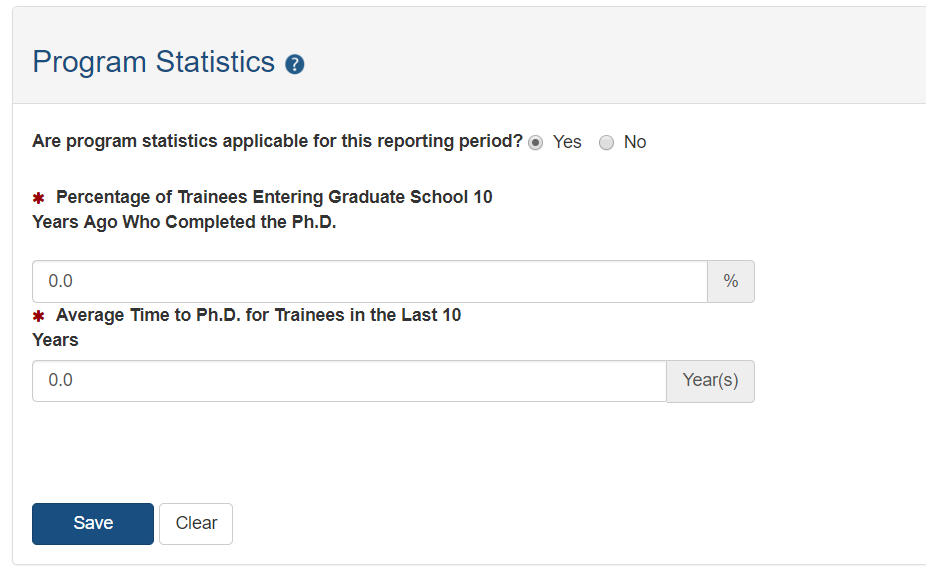 Program Statistics ?
Are program statistics applicable for this reporting period? Yes No
* Percentage of Trainees Entering Graduate School 10
Years Ago Who Completed the Ph.D.
0.0 %
* Average Time to Ph.D. for Trainees in the Last 10
Years
0.0 Year(s)
Save Clear